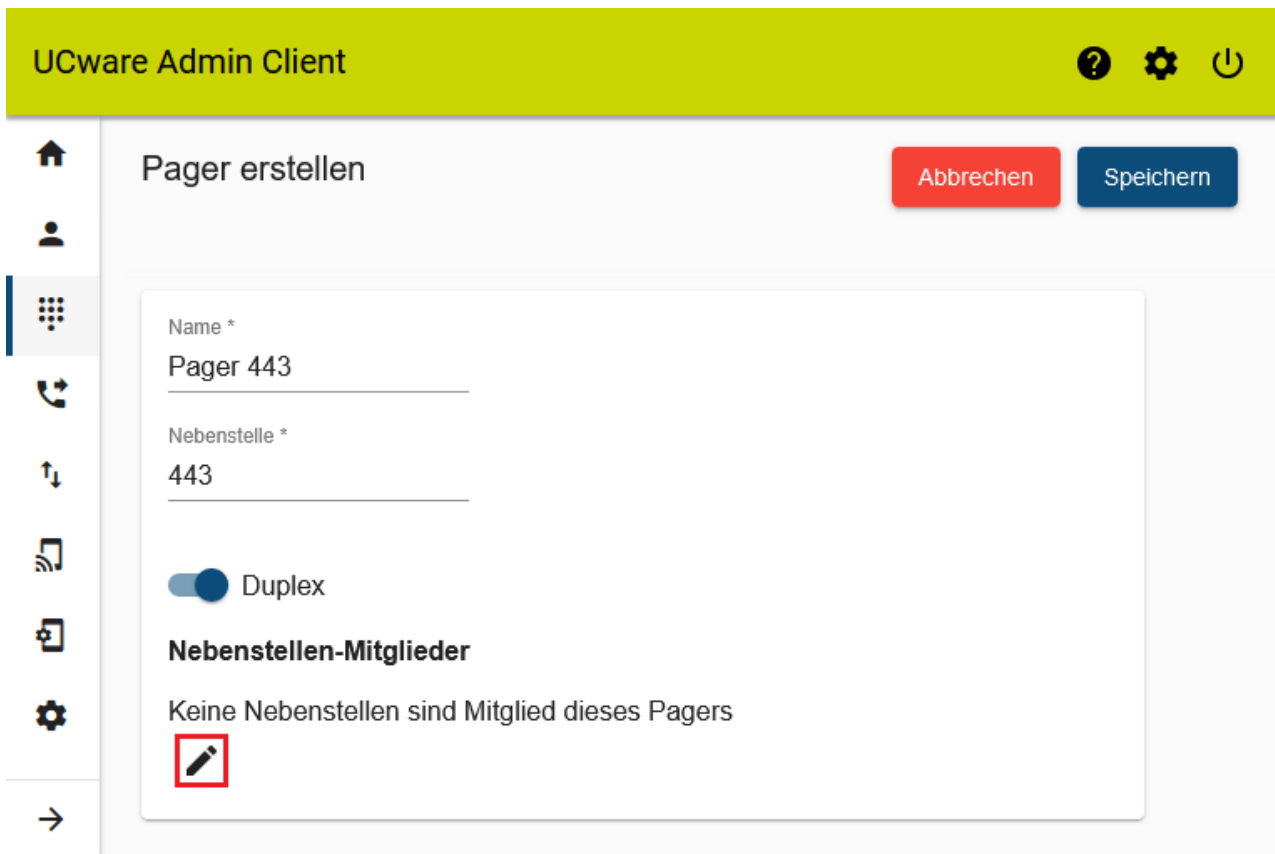 UCware Admin Client
Pager erstellen
Abbrechen
Speichern
Name *
Pager 443
Nebenstelle *
443
Duplex
Nebenstellen-Mitglieder
Keine Nebenstellen sind Mitglied dieses Pagers